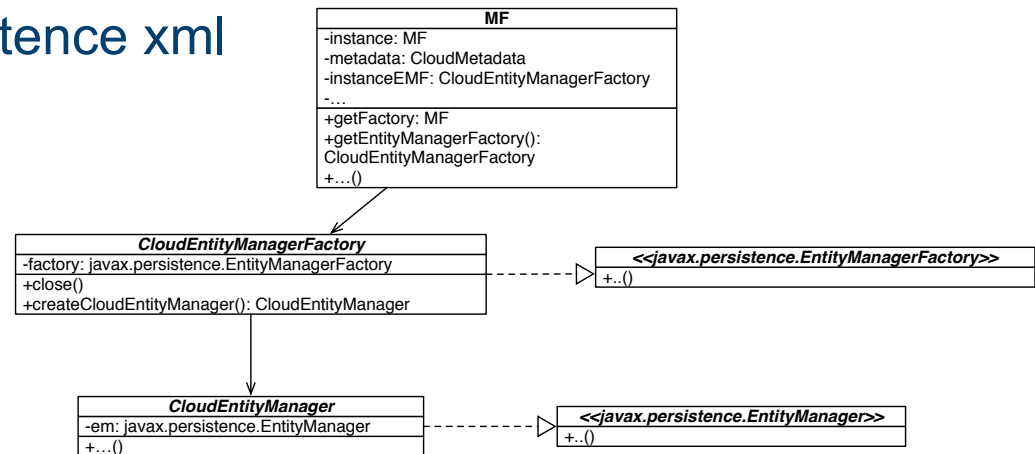 tence xml
MF
-instance: MF
-metadata: CloudMetadata
-instanceEMF: CloudEntityManagerFactory
-…
+getFactory: MF
+getEntityManagerFactory():
CloudEntityManagerFactory
+…()
CloudEntityManagerFactory
-factory: javax.persistence.EntityManagerFactory
+close()
+createCloudEntityManager(): CloudEntityManager
<<javax.persistence.EntityManagerFactory>>
+..()
CloudEntityManager
-em: javax.persistence.EntityManager
+…()
<<javax.persistence.EntityManager>>
+..()